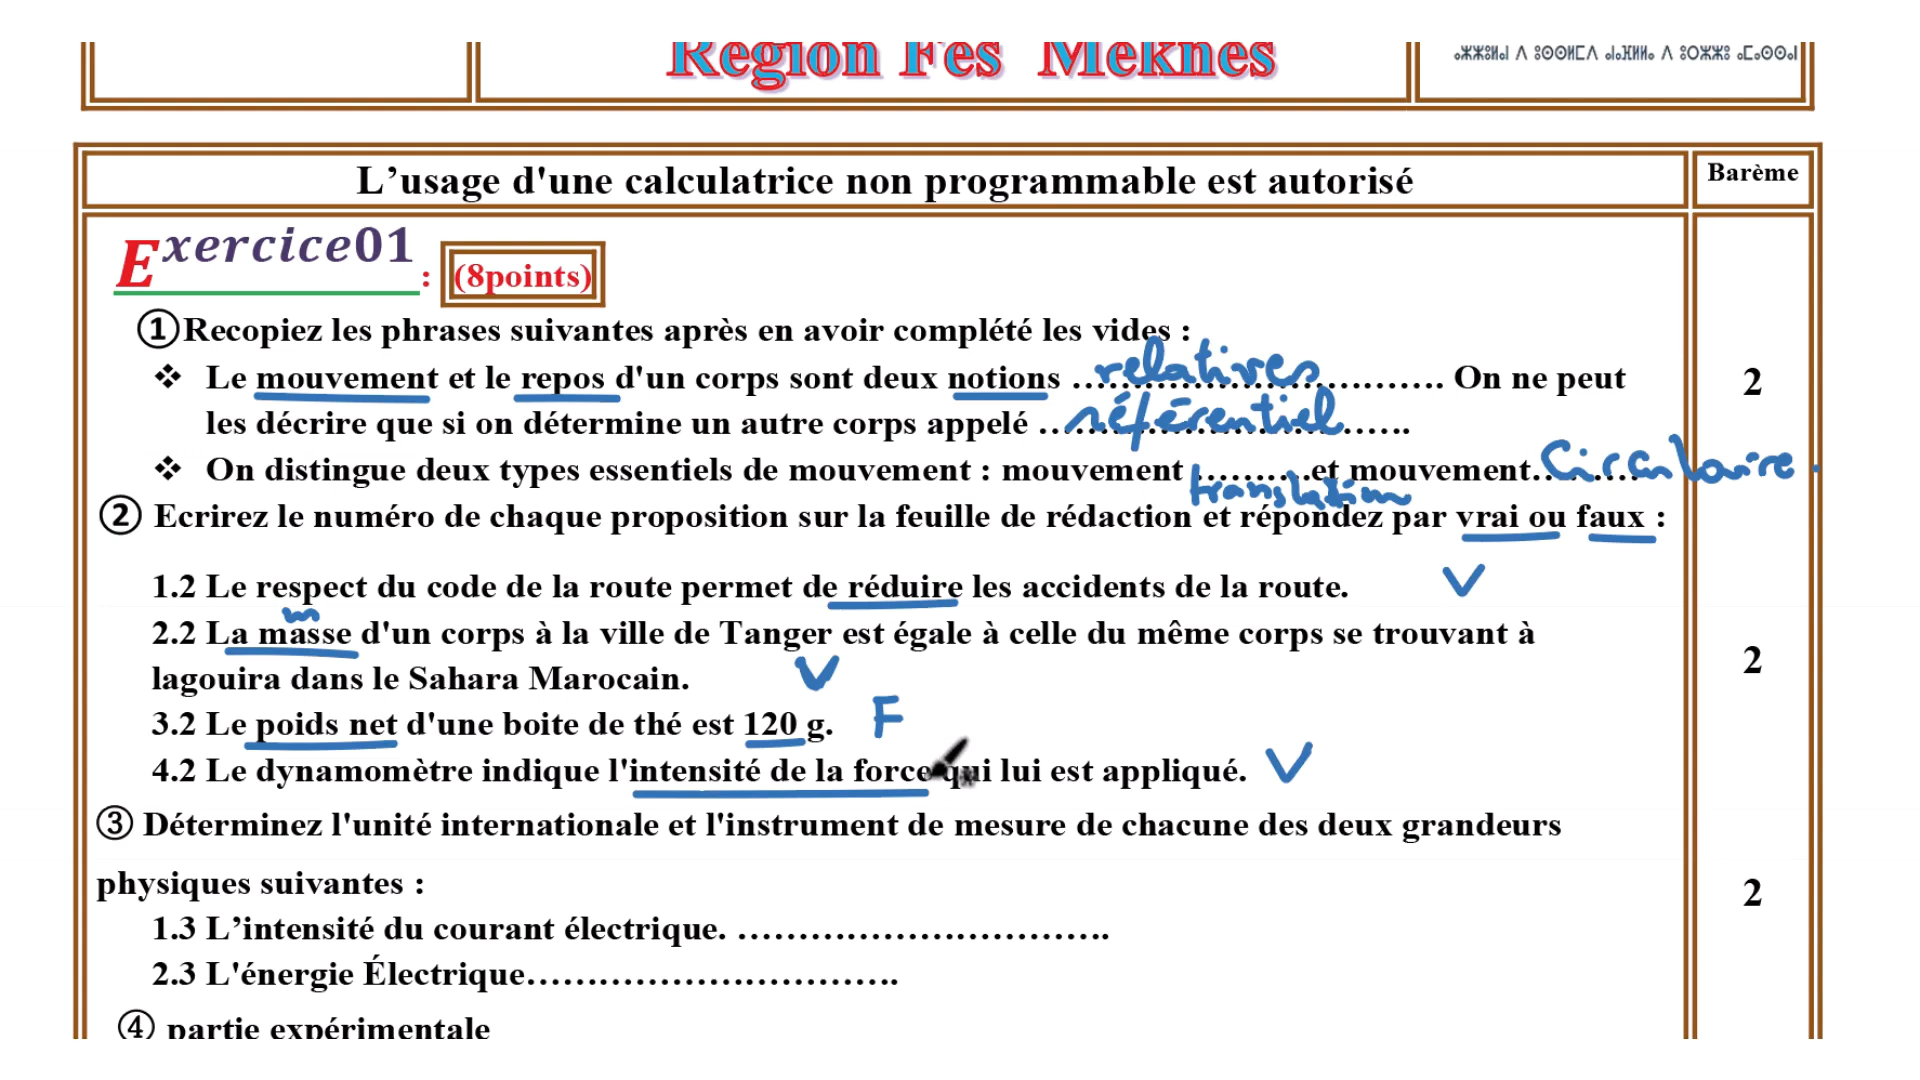 Région Fès Meknès
L’usage d'une calculatrice non programmable est autorisé
Barème
Exercice01 : (8points)
①Recopiez les phrases suivantes après en avoir complété les vides :
❖ Le mouvement et le repos d'un corps sont deux notions ....relatives.... On ne peut
2
les décrire que si on détermine un autre corps appelé ....référentiel....
❖ On distingue deux types essentiels de mouvement : mouvement ..........et mouvement....Circulaire.
translation
② Ecrirez le numéro de chaque proposition sur la feuille de rédaction et répondez par vrai ou faux :
1.2 Le respect du code de la route permet de réduire les accidents de la route. V
m
2.2 La masse d'un corps à la ville de Tanger est égale à celle du même corps se trouvant à
2
lagouira dans le Sahara Marocain. V
3.2 Le poids net d'une boite de thé est 120 g. F
4.2 Le dynamomètre indique l'intensité de la force qui lui est appliqué. V
③ Déterminez l'unité internationale et l'instrument de mesure de chacune des deux grandeurs
physiques suivantes :
2
1.3 L’intensité du courant électrique. ................................
2.3 L'énergie Électrique................................
④ partie expérimentale